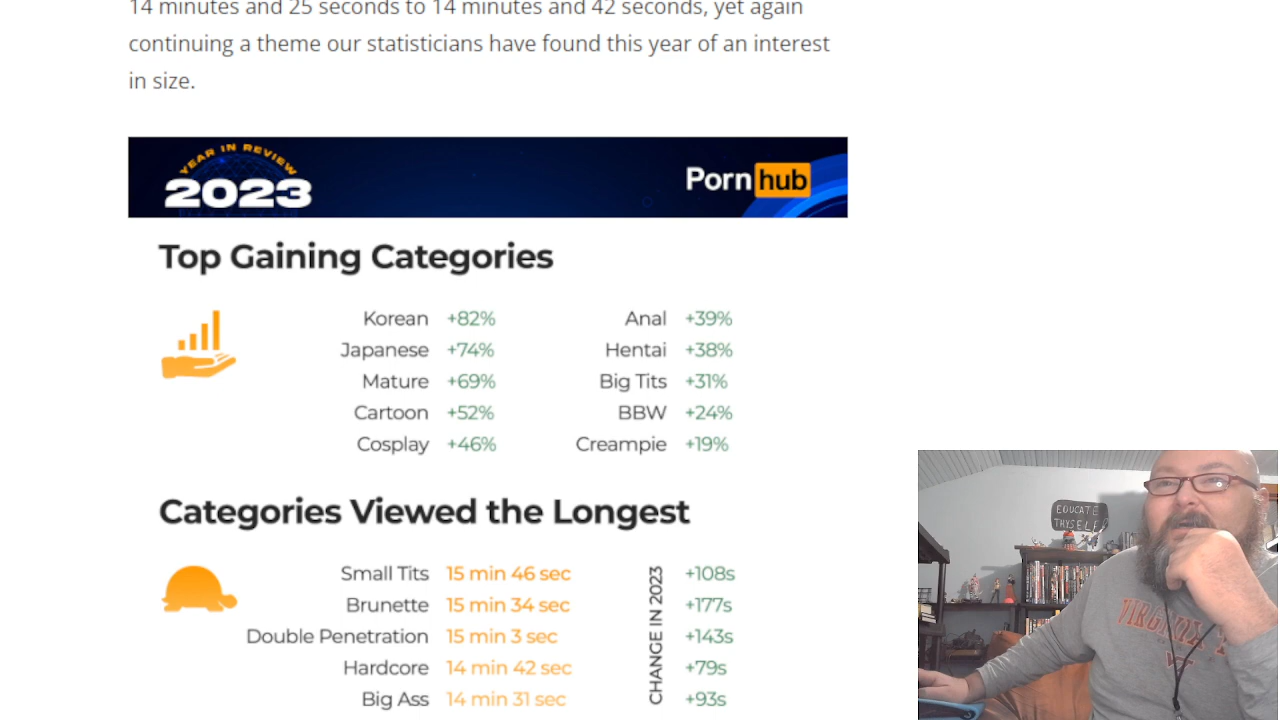 14 minutes and 25 seconds to 14 minutes and 42 seconds, yet again
continuing a theme our statisticians have found this year of an interest
in size.
YEAR IN REVIEW
2023
Porn hub
Top Gaining Categories
Korean +82% Anal +39%
Japanese +74% Hentai +38%
Mature +69% Big Tits +31%
Cartoon +52% BBW +24%
Cosplay +46% Creampie +19%
Categories Viewed the Longest
Small Tits 15 min 46 sec +108s
Brunette 15 min 34 sec +177s
Double Penetration 15 min 3 sec +143s
Hardcore 14 min 42 sec +79s
Big Ass 14 min 31 sec +93s
CHANGE IN 2023
EDUCATE
THYSELF